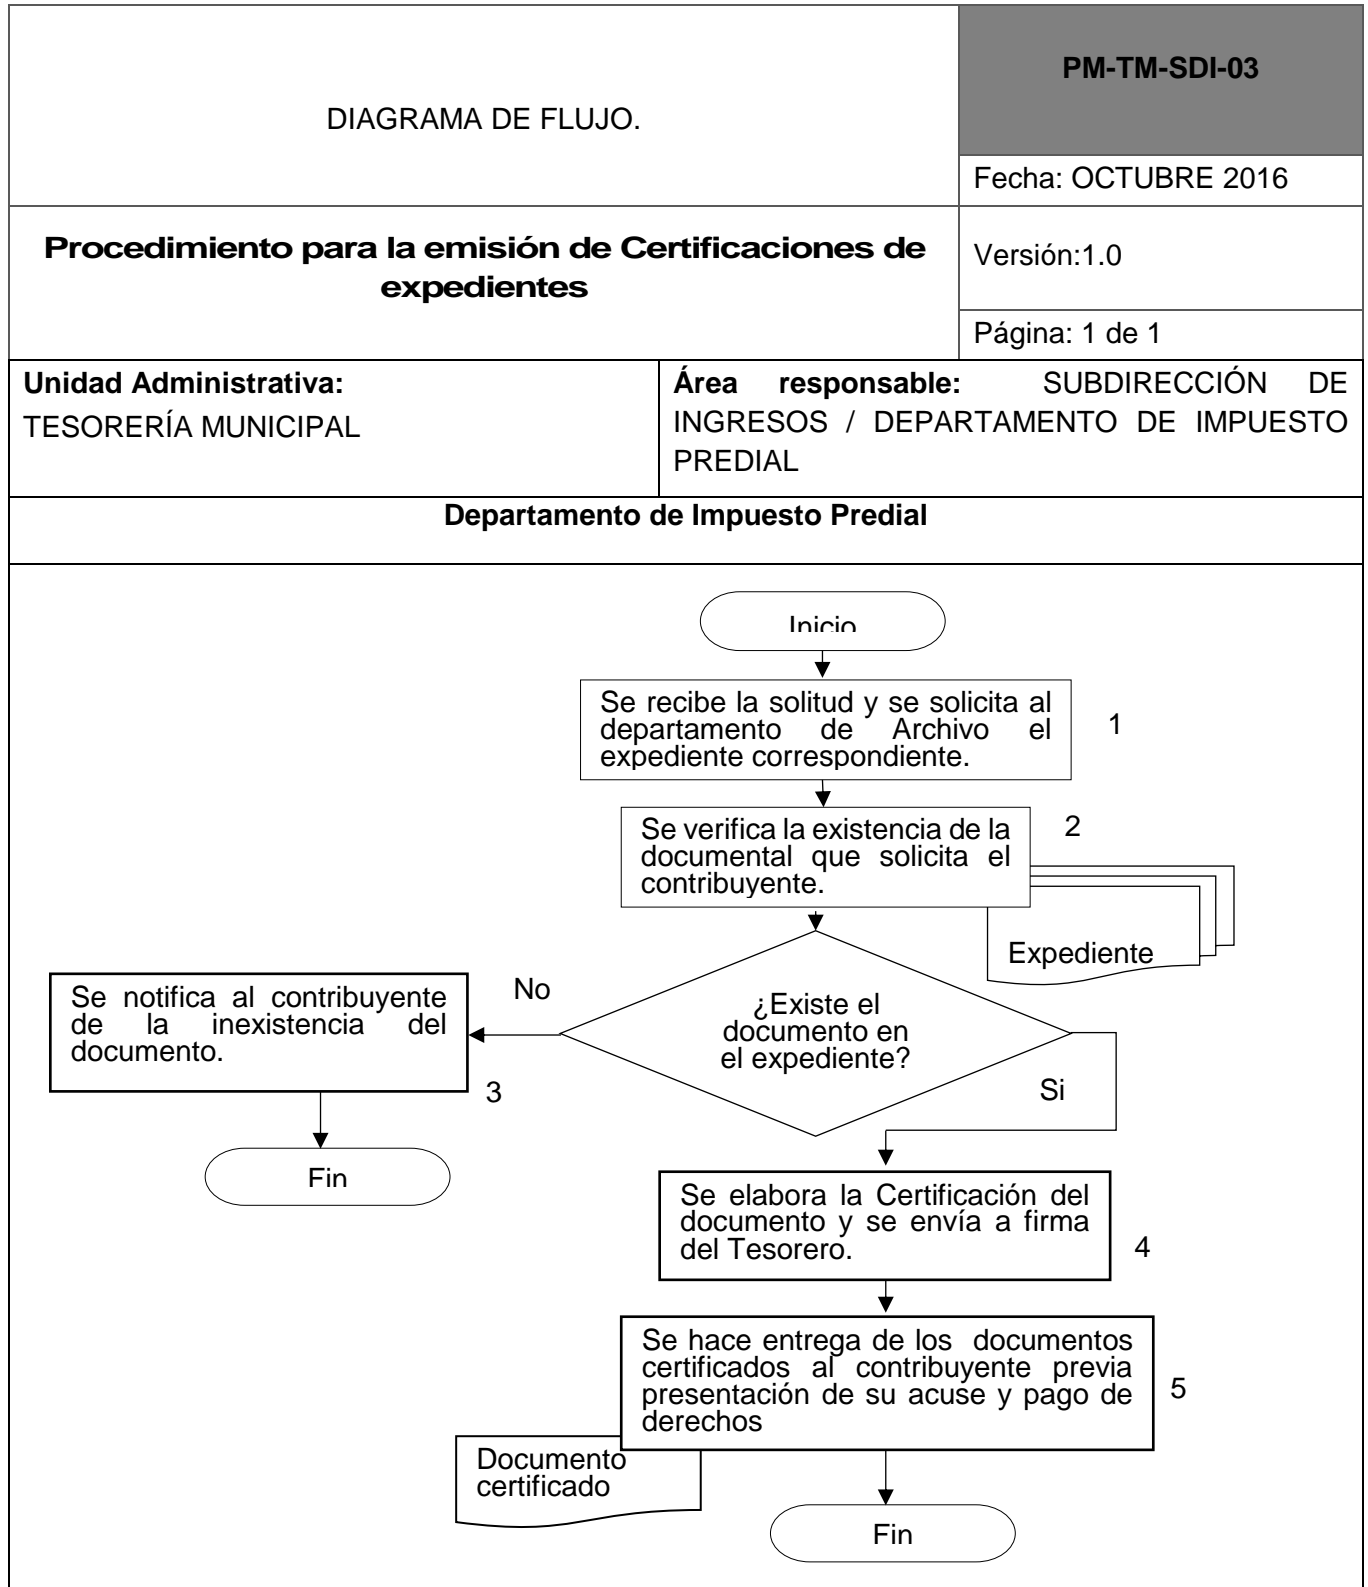 PM-TM-SDI-03
DIAGRAMA DE FLUJO.
Fecha: OCTUBRE 2016
Procedimiento para la emisión de Certificaciones de
expedientes
Versión:1.0
Página: 1 de 1
Unidad Administrativa:
TESORERÍA MUNICIPAL
Área responsable: SUBDIRECCIÓN DE
INGRESOS / DEPARTAMENTO DE IMPUESTO
PREDIAL
Departamento de Impuesto Predial
Inicio
Se recibe la solitud y se solicita al
departamento de Archivo el
expediente correspondiente.
1
Se verifica la existencia de la
documental que solicita el
contribuyente.
2
Expediente
¿Existe el
documento en
el expediente?
No
Se notifica al contribuyente
de la inexistencia del
documento.
3
Fin
Si
Se elabora la Certificación del
documento y se envía a firma
del Tesorero.
4
Se hace entrega de los documentos
certificados al contribuyente previa
presentación de su acuse y pago de
derechos
5
Documento
certificado
Fin